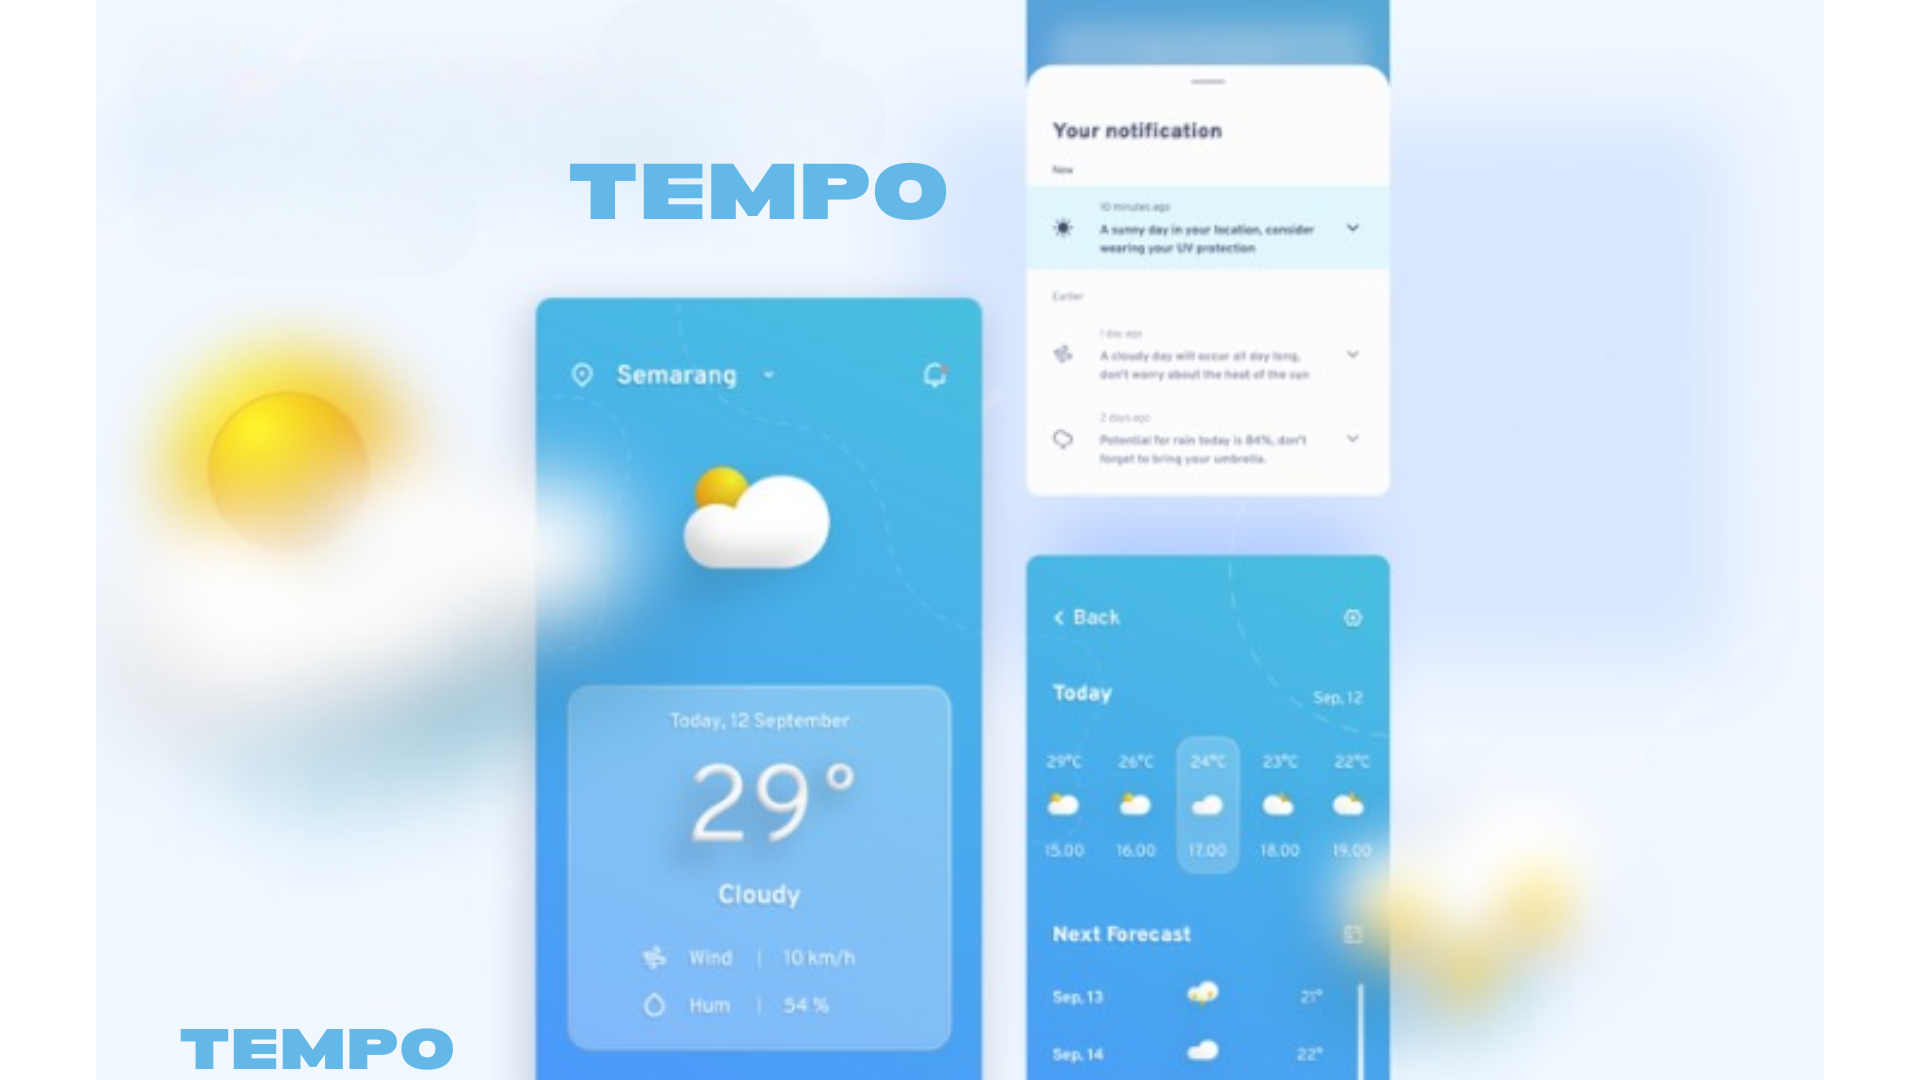 TEMPO
Semarang
Today, 12 September
29°
Cloudy
Wind | 10 km/h
Hum | 54 %
TEMPO
Your notification
New
10 minutes ago
A sunny day in your location, consider
wearing your UV protection
Earlier
1 day ago
A cloudy day will occur all day long,
don't worry about the heat of the sun
2 days ago
Potential for rain today is 84%, don't
forget to bring your umbrella.
Back
Today
Sep, 12
29°C 26°C 24°C 23°C 22°C
15.00 16.00 17.00 18.00 19.00
Next Forecast
Sep, 13 21°
Sep, 14 22°